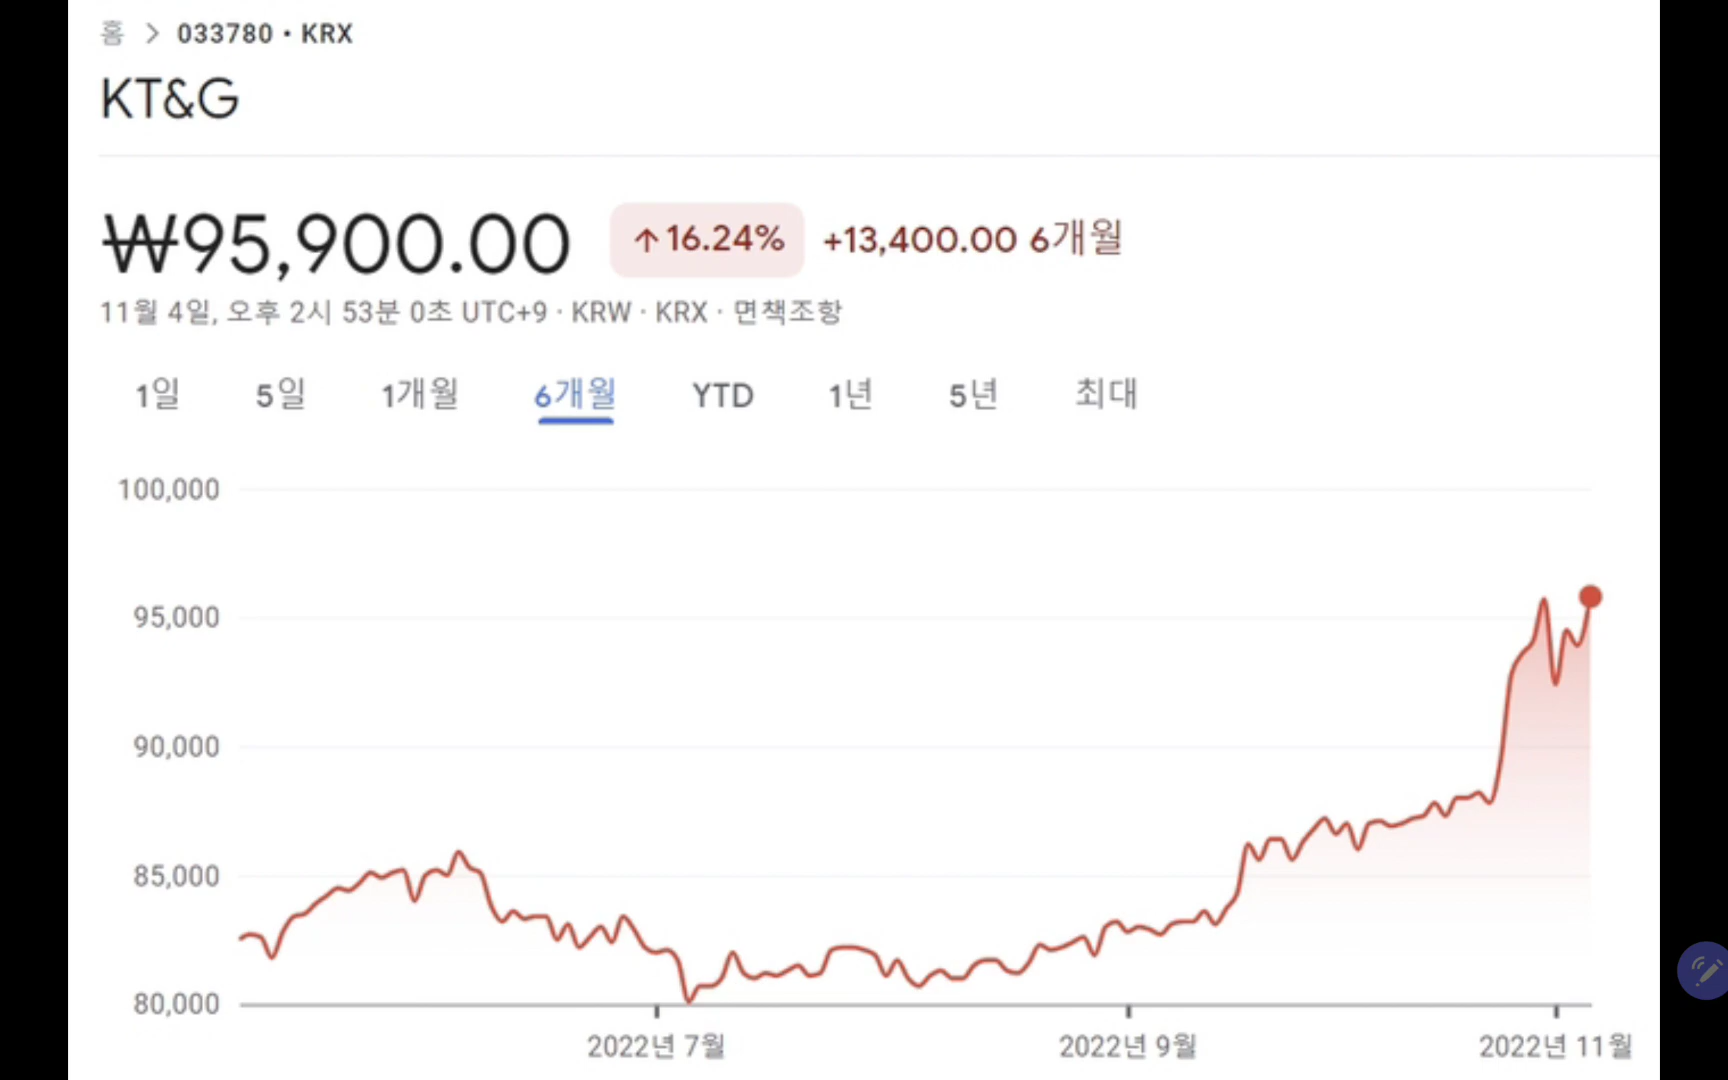 홈 > 033780 • KRX
KT&G
₩95,900.00 ↑16.24% +13,400.00 6개월
11월 4일, 오후 2시 53분 0초 UTC+9 · KRW · KRX · 면책조항
1일 5일 1개월 6개월 YTD 1년 5년 최대
100,000
95,000
90,000
85,000
80,000
2022년 7월 2022년 9월 2022년 11월